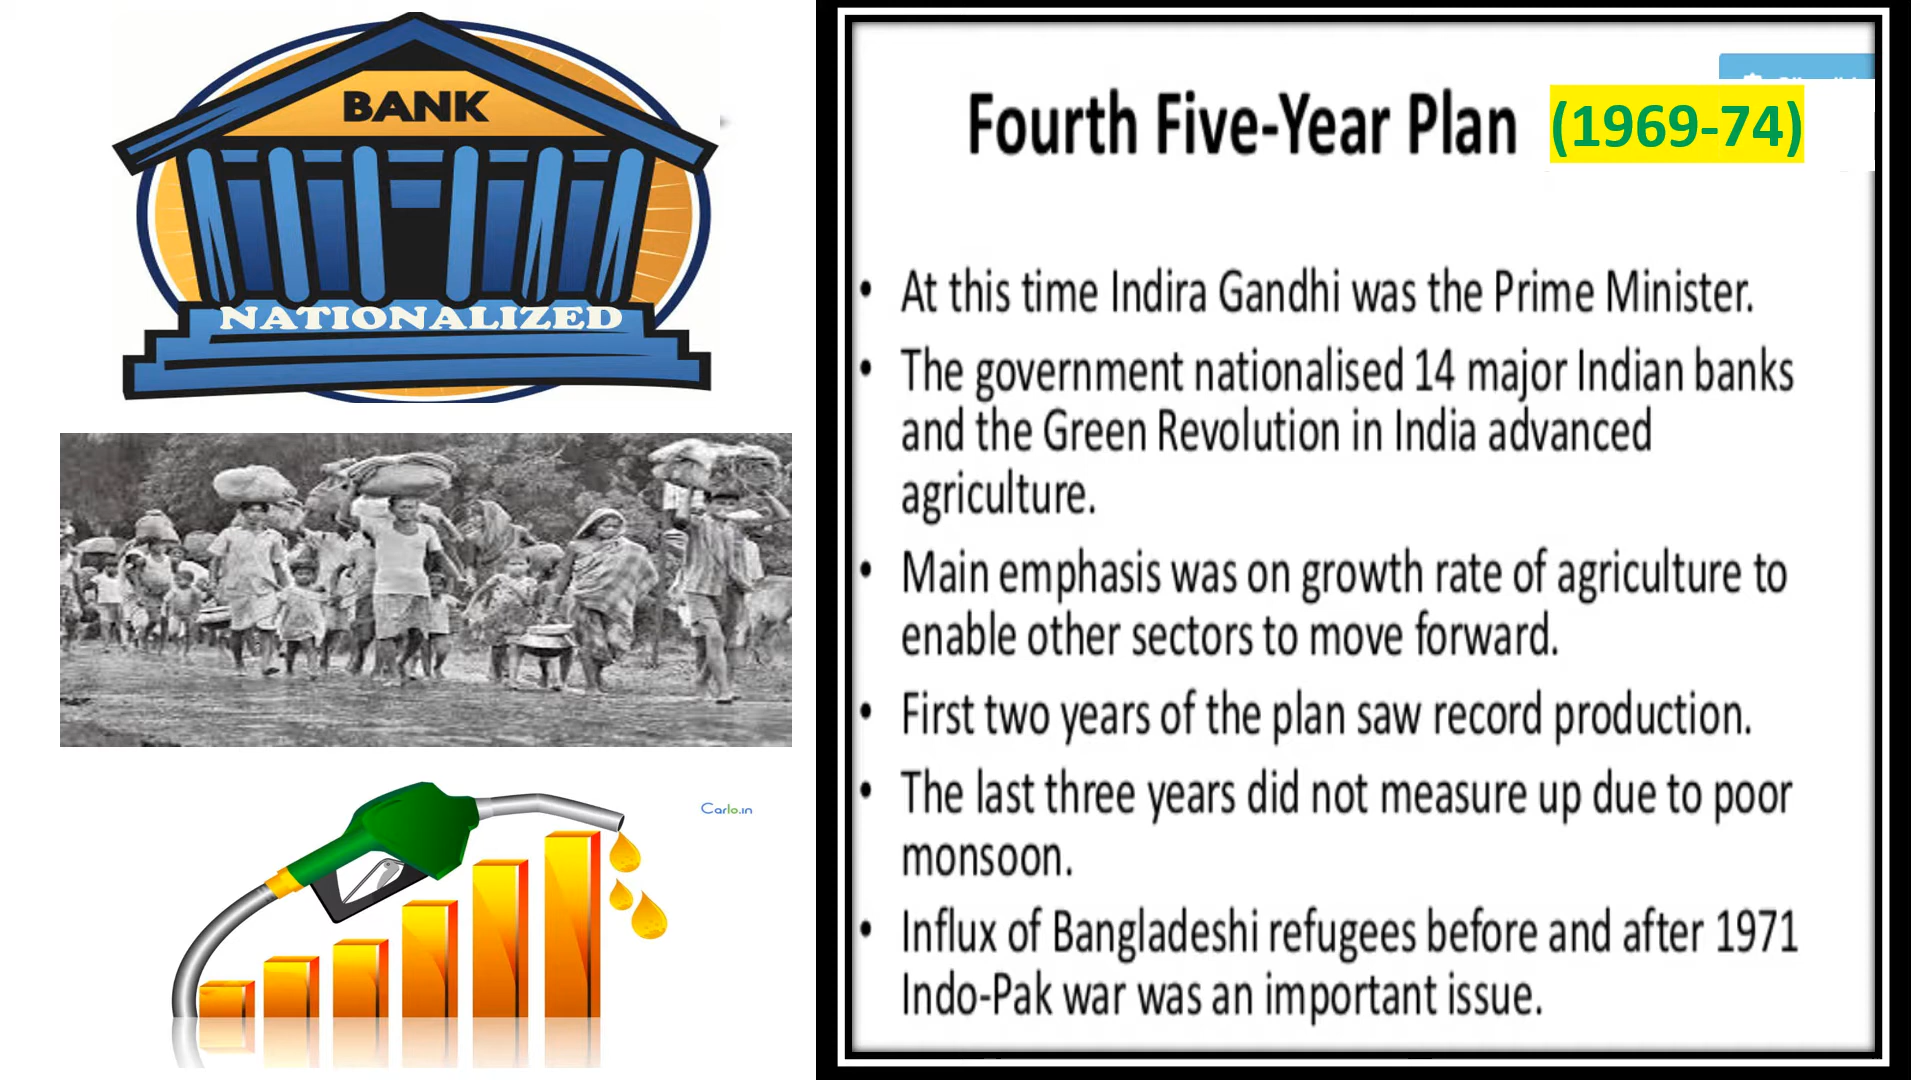 BANK
NATIONALIZED
Carlo.in
Fourth Five-Year Plan (1969-74)
• At this time Indira Gandhi was the Prime Minister.
• The government nationalised 14 major Indian banks
and the Green Revolution in India advanced
agriculture.
• Main emphasis was on growth rate of agriculture to
enable other sectors to move forward.
• First two years of the plan saw record production.
• The last three years did not measure up due to poor
monsoon.
• Influx of Bangladeshi refugees before and after 1971
Indo-Pak war was an important issue.